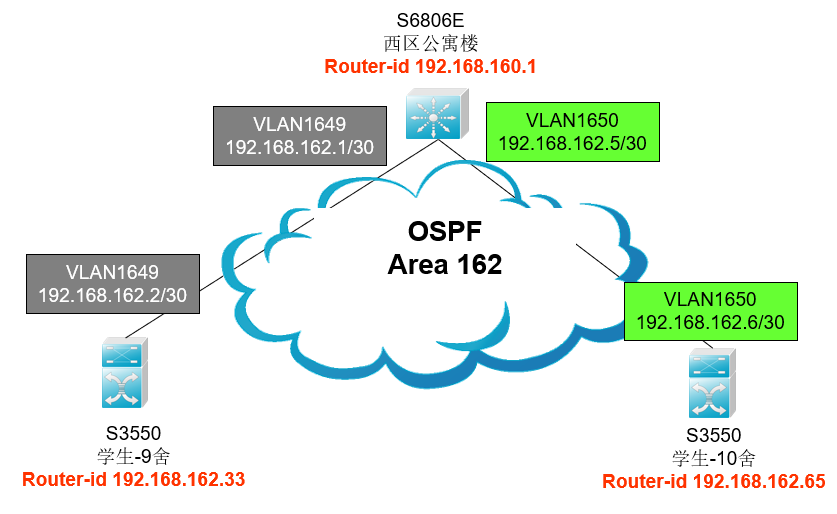 S6806E
西区公寓楼
Router-id 192.168.160.1
VLAN1649
192.168.162.1/30
VLAN1650
192.168.162.5/30
OSPF
Area 162
VLAN1649
192.168.162.2/30
VLAN1650
192.168.162.6/30
S3550
学生-9舍
Router-id 192.168.162.33
S3550
学生-10舍
Router-id 192.168.162.65